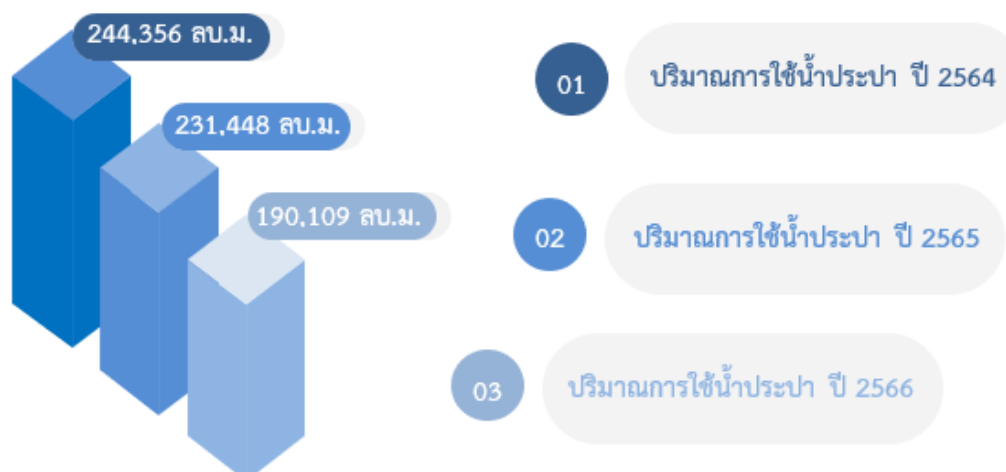 244,356 ลบ.ม.
231,448 ลบ.ม.
190,109 ลบ.ม.
01
ปริมาณการใช้น้ำประปา ปี 2564
02
ปริมาณการใช้น้ำประปา ปี 2565
03
ปริมาณการใช้น้ำประปา ปี 2566